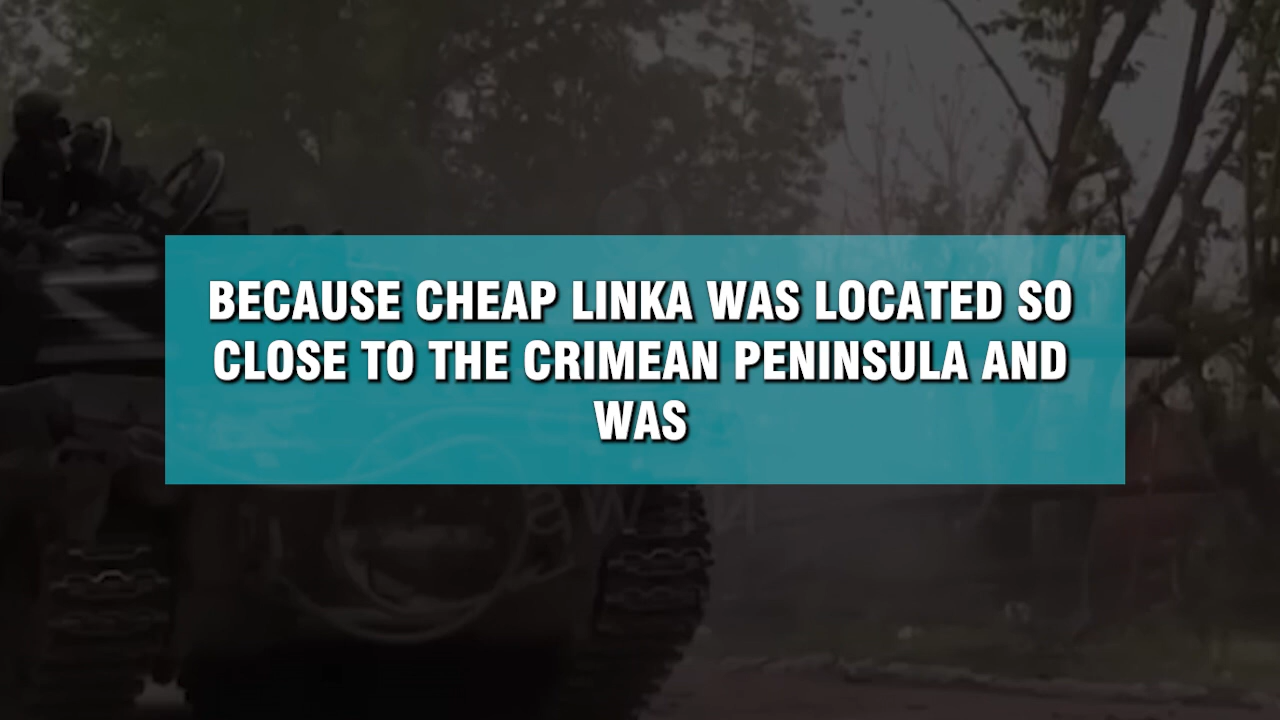 BECAUSE CHEAP LINKA WAS LOCATED SO
CLOSE TO THE CRIMEAN PENINSULA AND
WAS